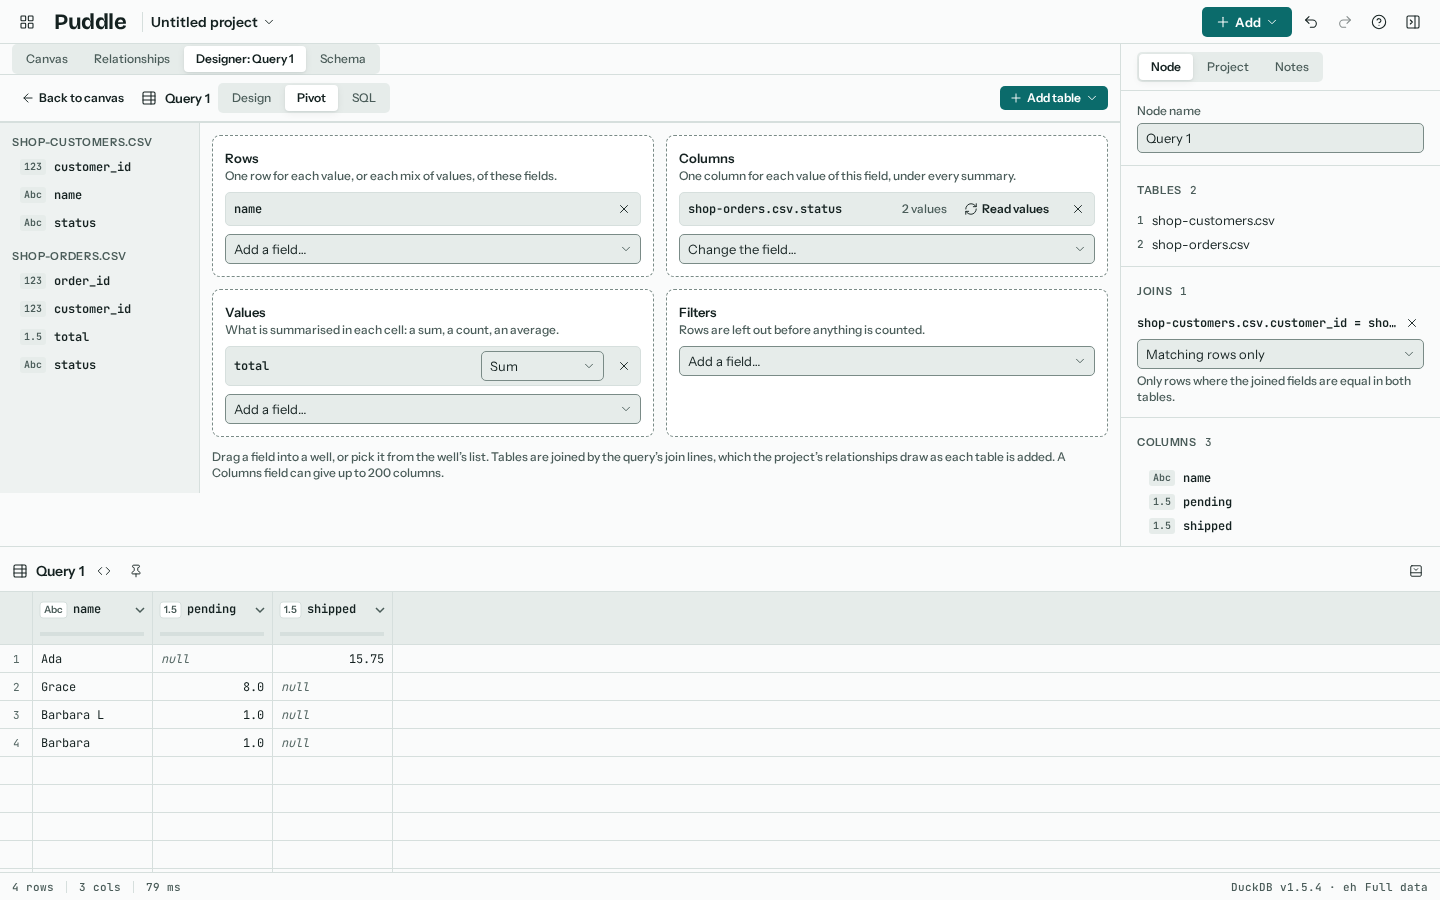 Puddle
Untitled project
Add
Canvas
Relationships
Designer: Query 1
Schema
Node
Project
Notes
Back to canvas
Query 1
Design
Pivot
SQL
Add table
Node name
Query 1
SHOP-CUSTOMERS.CSV
123 customer_id
Abc name
Abc status
SHOP-ORDERS.CSV
123 order_id
123 customer_id
1.5 total
Abc status
Rows
One row for each value, or each mix of values, of these fields.
name
Add a field...
Columns
One column for each value of this field, under every summary.
shop-orders.csv.status
2 values
Read values
Change the field...
Values
What is summarised in each cell: a sum, a count, an average.
total
Sum
Add a field...
Filters
Rows are left out before anything is counted.
Add a field...
Drag a field into a well, or pick it from the well's list. Tables are joined by the query's join lines, which the project's relationships draw as each table is added. A
Columns field can give up to 200 columns.
TABLES 2
1 shop-customers.csv
2 shop-orders.csv
JOINS 1
shop-customers.csv.customer_id = sho...
Matching rows only
Only rows where the joined fields are equal in both
tables.
COLUMNS 3
Abc name
1.5 pending
1.5 shipped
Query 1
Abc name
1.5 pending
1.5 shipped
1 Ada null 15.75
2 Grace 8.0 null
3 Barbara L 1.0 null
4 Barbara 1.0 null
4 rows
3 cols
79 ms
DuckDB v1.5.4 · eh Full data